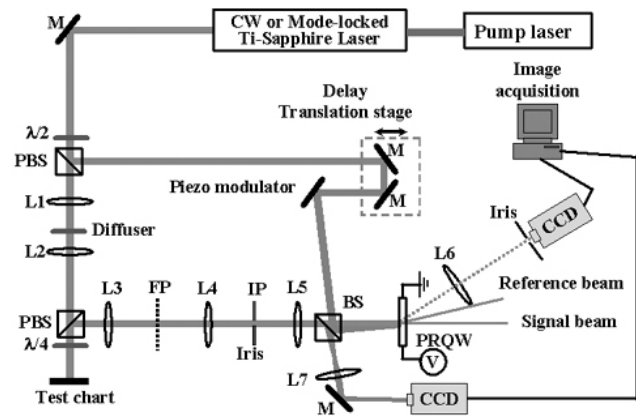 M
CW or Mode-locked
Ti-Sapphire Laser
Pump laser
Image
acquisition
Delay
Translation stage
λ/2
PBS
M
Piezo modulator
M
L1
Diffuser
L2
Iris
CCD
L6
Reference beam
L3
FP
L4
IP
L5
BS
PBS
Signal beam
λ/4
Iris
PRQW
V
Test chart
L7
M
CCD